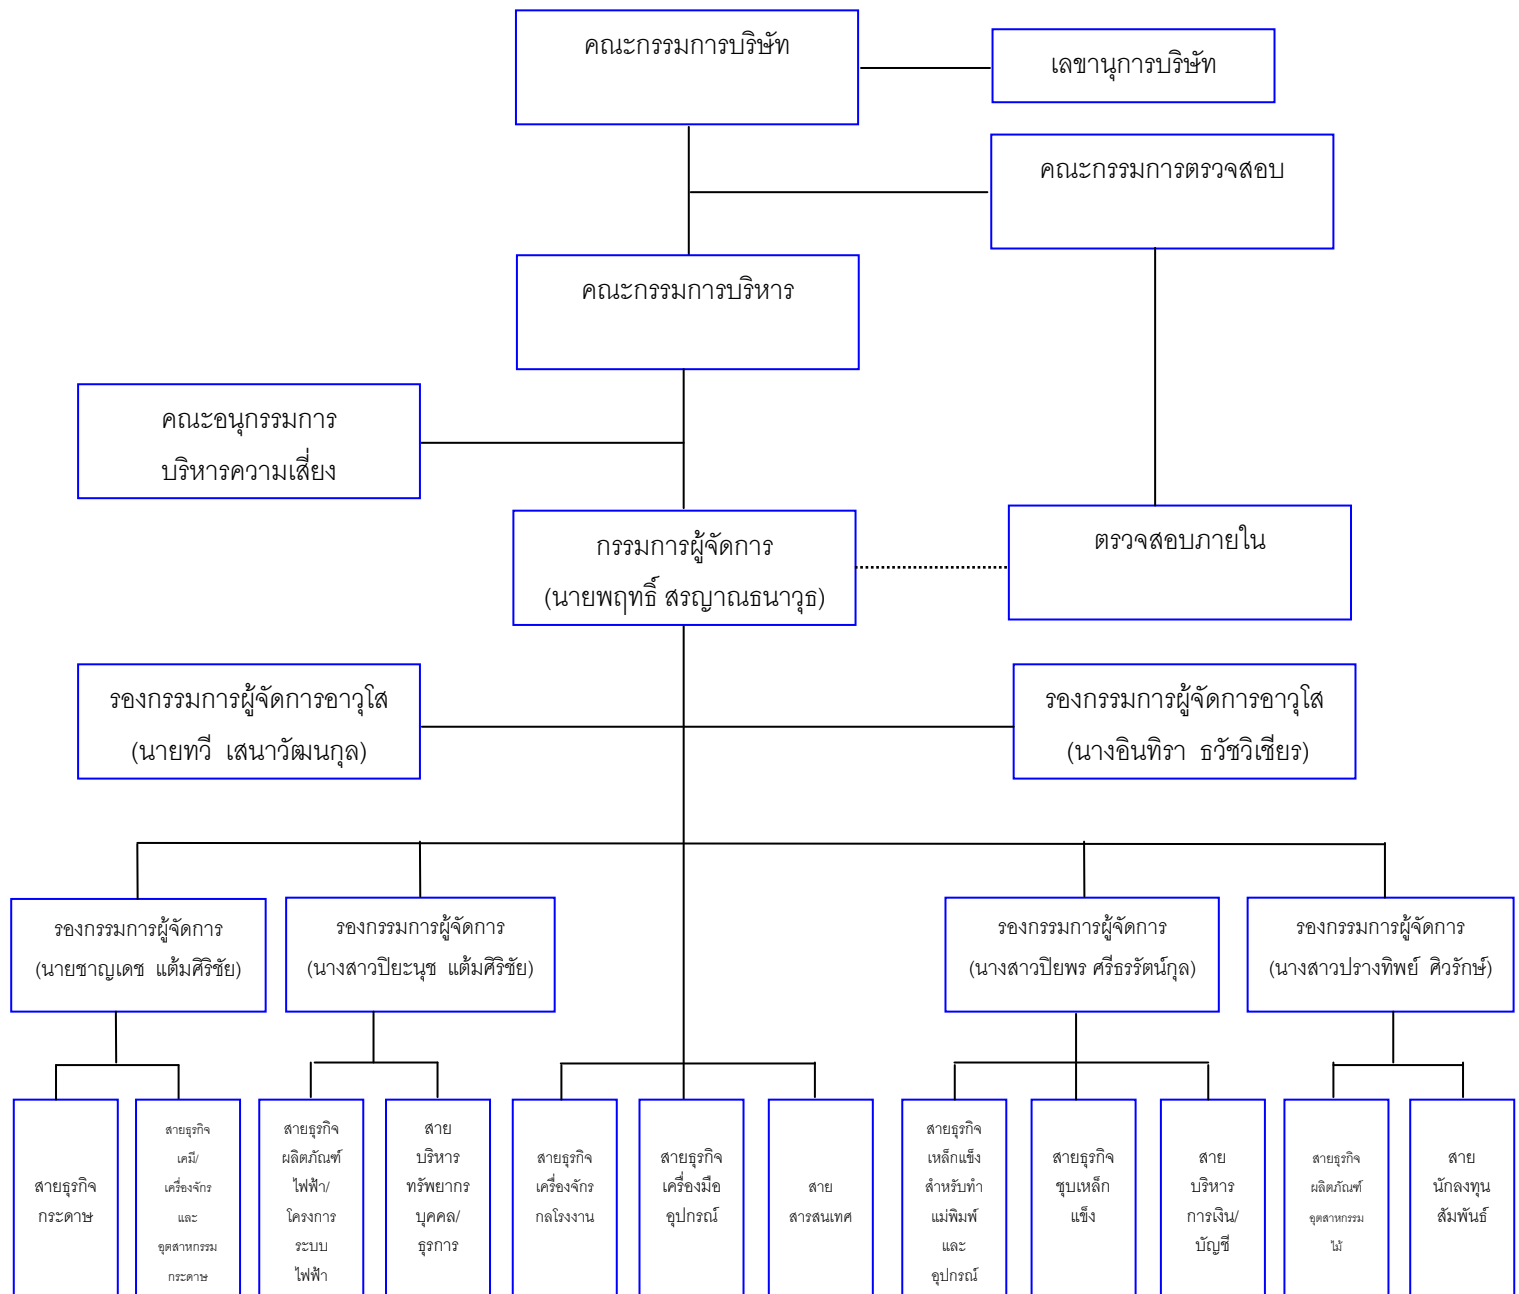 คณะกรรมการบริษัท
เลขานุการบริษัท
คณะกรรมการตรวจสอบ
คณะกรรมการบริหาร
คณะอนุกรรมการ
บริหารความเสี่ยง
กรรมการผู้จัดการ
(นายพฤทธิ์ สรญาณธนาวุธ)
ตรวจสอบภายใน
รองกรรมการผู้จัดการอาวุโส
(นายทวี เสนาวัฒนกุล)
รองกรรมการผู้จัดการอาวุโส
(นางอินทิรา ธวัชวิเชียร)
รองกรรมการผู้จัดการ
(นายชาญเดช แต้มศิริชัย)
รองกรรมการผู้จัดการ
(นางสาวปิยะนุช แต้มศิริชัย)
รองกรรมการผู้จัดการ
(นางสาวปิยพร ศรีธรรัตน์กุล)
รองกรรมการผู้จัดการ
(นางสาวปรางทิพย์ ศิวรักษ์)
สายธุรกิจ
กระดาษ
สายธุรกิจ
เคมี/
เครื่องจักร
และ
อุตสาหกรรม
กระดาษ
สายธุรกิจ
ผลิตภัณฑ์
ไฟฟ้า/
โครงการ
ระบบ
ไฟฟ้า
สาย
บริหาร
ทรัพยากร
บุคคล/
ธุรการ
สายธุรกิจ
เครื่องจักร
กลโรงงาน
สายธุรกิจ
เครื่องมือ
อุปกรณ์
สาย
สารสนเทศ
สายธุรกิจ
เหล็กแข็ง
สำหรับทำ
แม่พิมพ์
และ
อุปกรณ์
สายธุรกิจ
ชุบเหล็ก
แข็ง
สาย
บริหาร
การเงิน/
บัญชี
สายธุรกิจ
ผลิตภัณฑ์
อุตสาหกรรม
ไม้
สาย
นักลงทุน
สัมพันธ์